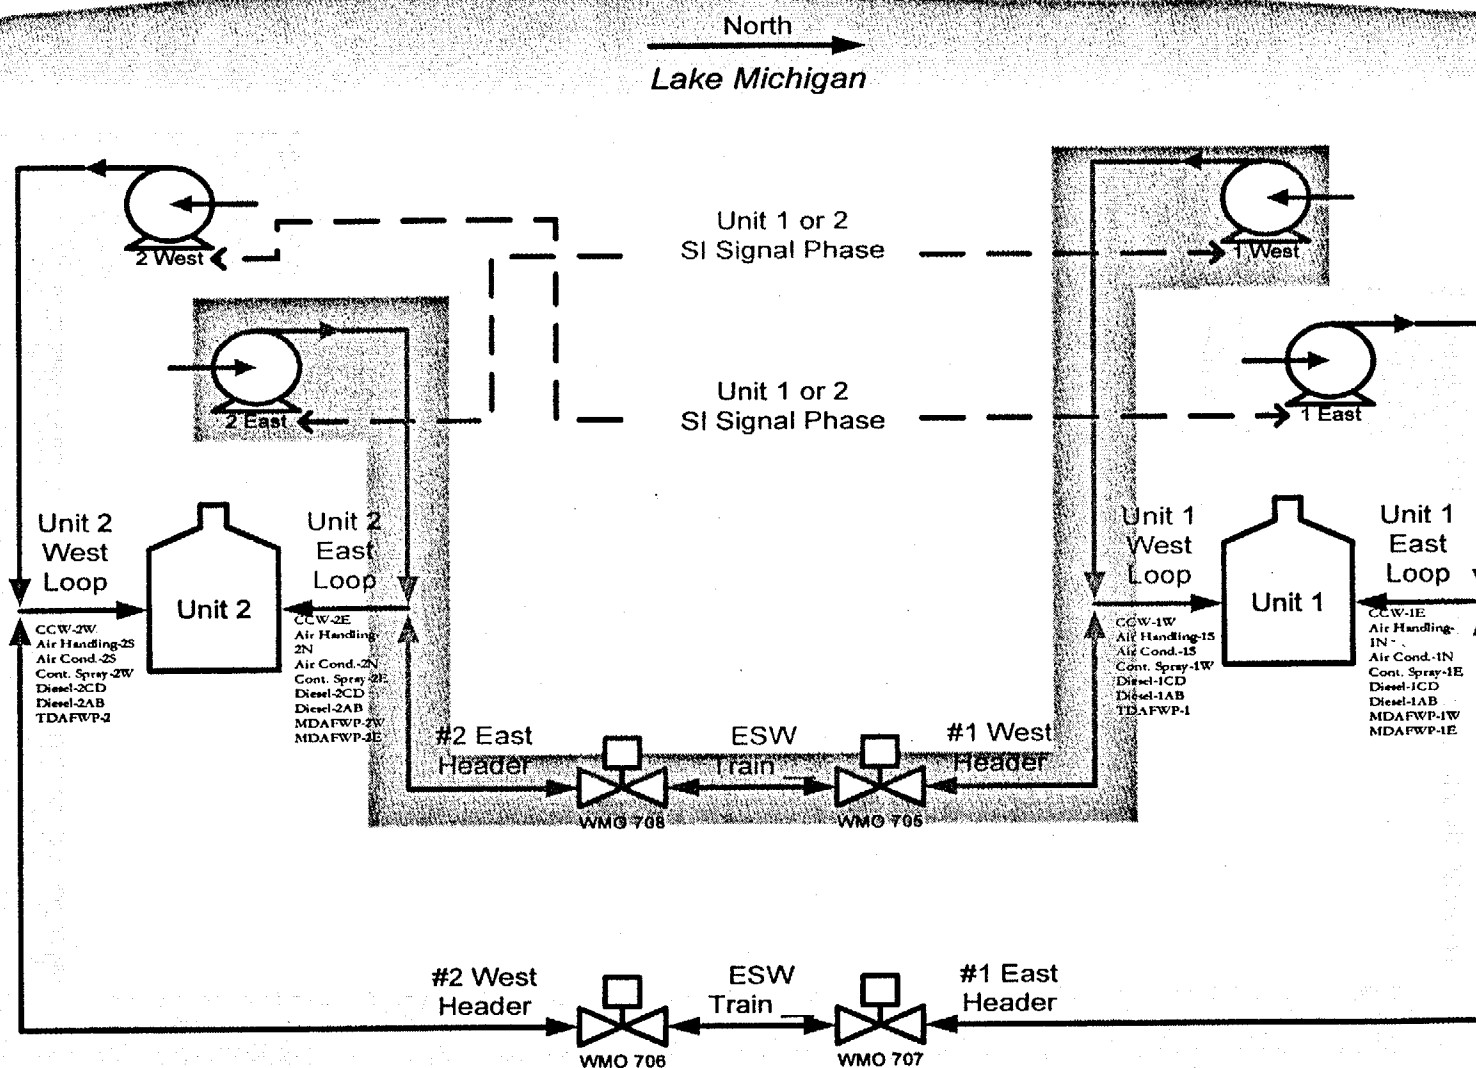 North
Lake Michigan
Unit 1 or 2
SI Signal Phase
2 West
1 West
Unit 1 or 2
SI Signal Phase
2 East
1 East
Unit 2
West
Loop
Unit 2
Unit 2
East
Loop
Unit 1
West
Loop
Unit 1
Unit 1
East
Loop
CCW-2W
Air Handling-2S
Air Cond.-2S
Cont. Spray-2W
Diesel-2CD
Diesel-2AB
TDAFWP-2
CCW-2E
Air Handling-
2N
Air Cond.-2N
Cont. Spray-2E
Diesel-2CD
Diesel-2AB
MDAFWP-2W
MDAFWP-2E
CCW-1W
Air Handling-1S
Air Cond.-1S
Cont. Spray-1W
Diesel-1CD
Diesel-1AB
TDAFWP-1
CCW-1E
Air Handling-
1N
Air Cond.-1N
Cont. Spray-1E
Diesel-1CD
Diesel-1AB
MDAFWP-1W
MDAFWP-1E
#2 East
Header
ESW
Train __
#1 West
Header
WMO 708
WMO 705
#2 West
Header
ESW
Train __
#1 East
Header
WMO 706
WMO 707